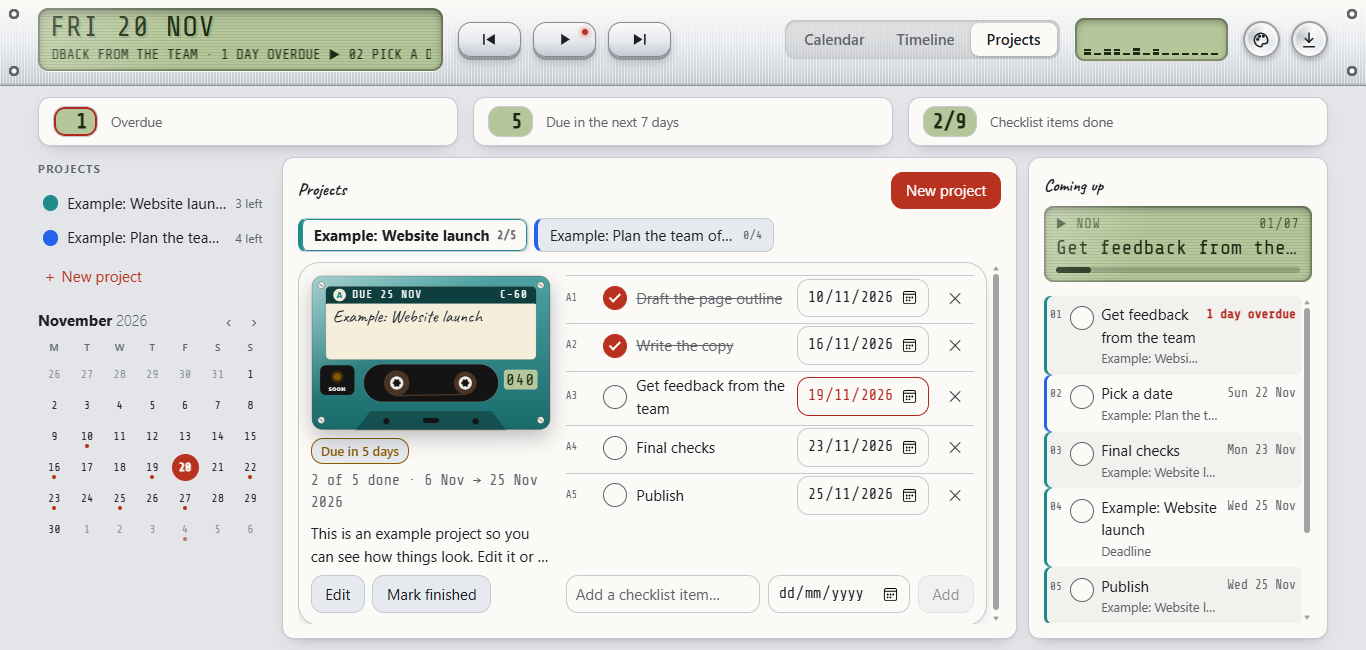 FRI 20 NOV
DBACK FROM THE TEAM · 1 DAY OVERDUE ▶ 02 PICK A D
Calendar Timeline Projects
1 Overdue
5 Due in the next 7 days
2/9 Checklist items done
PROJECTS
Example: Website laun... 3 left
Example: Plan the tea... 4 left
+ New project
November 2026 ‹ ›
M T W T F S S
26 27 28 29 30 31 1
2 3 4 5 6 7 8
9 10 11 12 13 14 15
16 17 18 19 20 21 22
23 24 25 26 27 28 29
30 1 2 3 4 5 6
Projects
New project
Example: Website launch 2/5
Example: Plan the team of... 0/4
A DUE 25 NOV C-60
Example: Website launch
SOON
040
Due in 5 days
2 of 5 done · 6 Nov → 25 Nov
2026
This is an example project so you
can see how things look. Edit it or ...
Edit Mark finished
A1 Draft the page outline 10/11/2026
A2 Write the copy 16/11/2026
A3 Get feedback from the
team 19/11/2026
A4 Final checks 23/11/2026
A5 Publish 25/11/2026
Add a checklist item... dd/mm/yyyy Add
Coming up
▶ NOW 01/07
Get feedback from the...
01 Get feedback 1 day overdue
from the team
Example: Websi...
02 Pick a date Sun 22 Nov
Example: Plan the t...
03 Final checks Mon 23 Nov
Example: Website l...
04 Example: Website Wed 25 Nov
launch
Deadline
05 Publish Wed 25 Nov
Example: Website l...